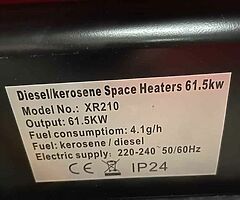 Diesel/kerosene Space Heaters 61.5kw
Model No.: XR210
Output: 61.5KW
Fuel consumptiom: 4.1g/h
Fuel: kerosene / diesel
Electric supply: 220-240~50/60Hz
CE IP24